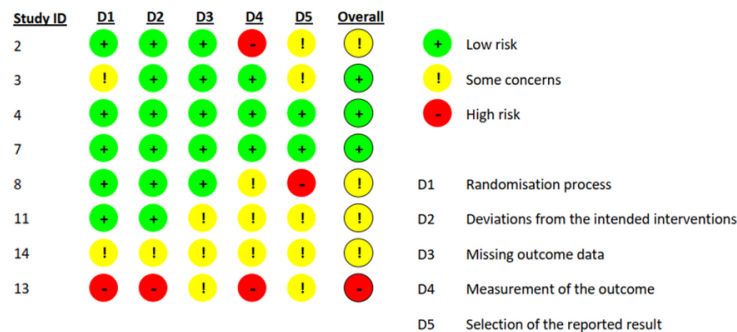 Study ID D1 D2 D3 D4 D5 Overall
2 + + + - ! !
3 ! + + + ! +
4 + + + + + +
7 + + + + + +
8 + + + ! - !
11 + + ! ! ! !
14 ! ! ! ! ! !
13 - - ! - ! -
+ Low risk
! Some concerns
- High risk
D1 Randomisation process
D2 Deviations from the intended interventions
D3 Missing outcome data
D4 Measurement of the outcome
D5 Selection of the reported result